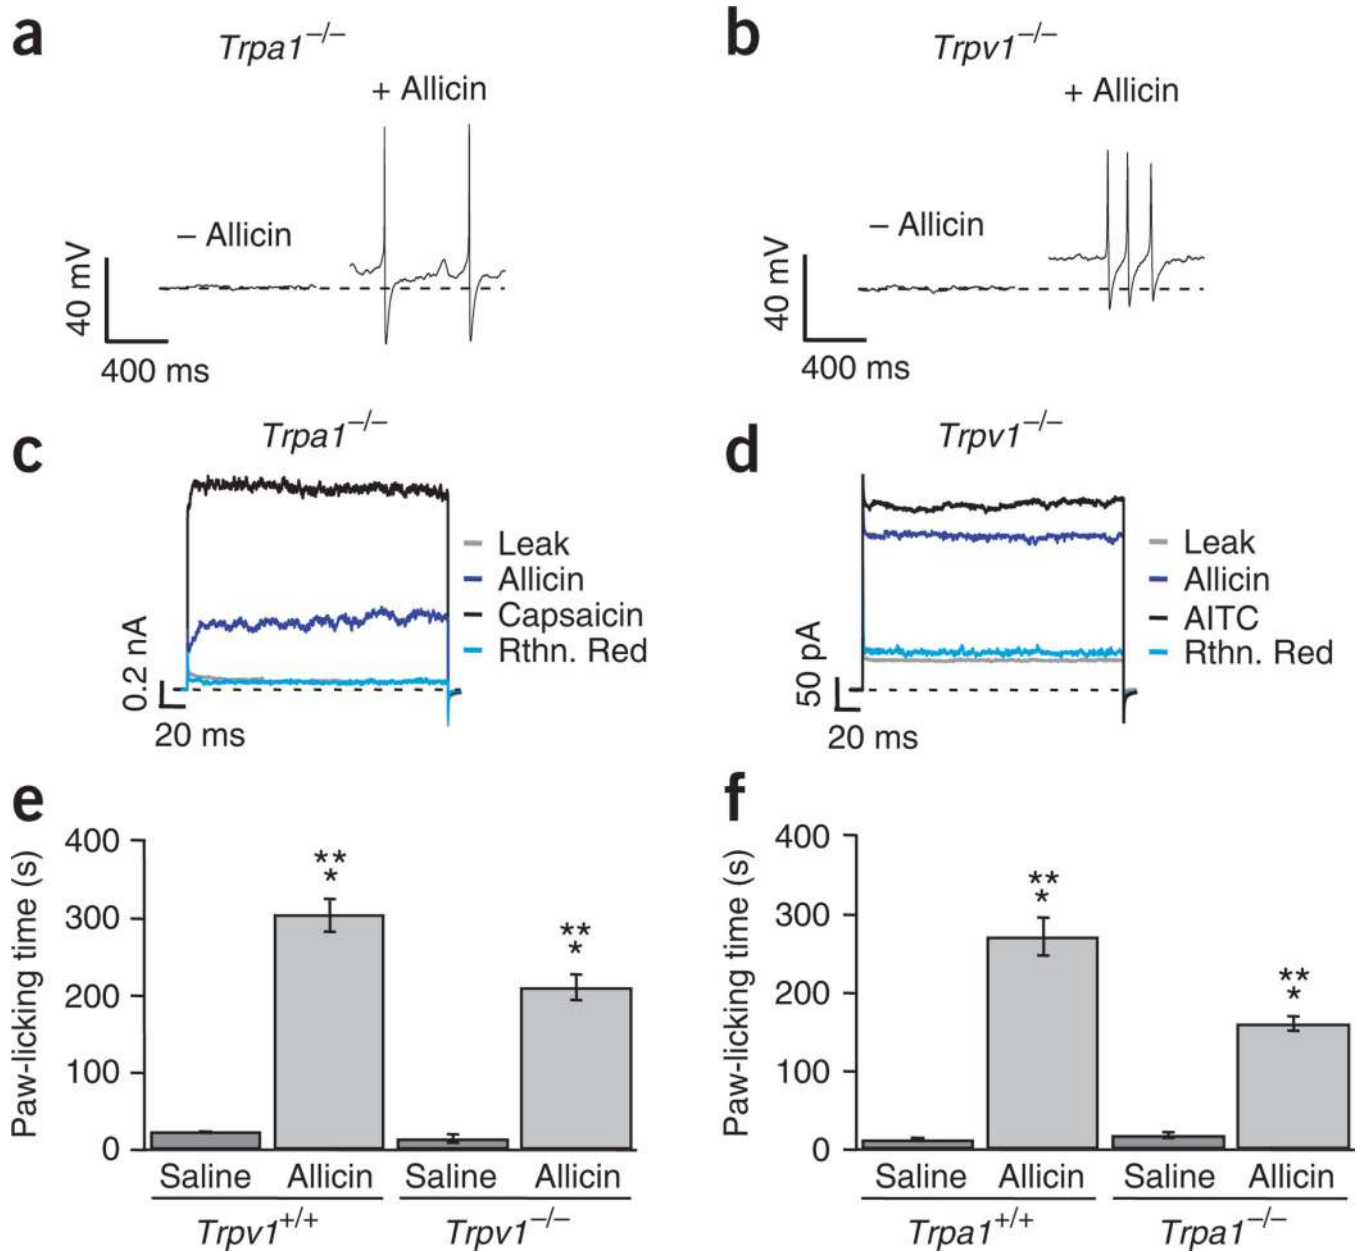 a
Trpa1−/−
+ Allicin
− Allicin
40 mV
400 ms
b
Trpv1−/−
+ Allicin
− Allicin
40 mV
400 ms
c
Trpa1−/−
Leak
Allicin
Capsaicin
Rthn. Red
0.2 nA
20 ms
d
Trpv1−/−
Leak
Allicin
AITC
Rthn. Red
50 pA
20 ms
e
Paw-licking time (s)
400
300
200
100
0
**
*
**
*
Saline Allicin Saline Allicin
Trpv1+/+ Trpv1−/−
f
Paw-licking time (s)
400
300
200
100
0
**
*
**
*
Saline Allicin Saline Allicin
Trpa1+/+ Trpa1−/−